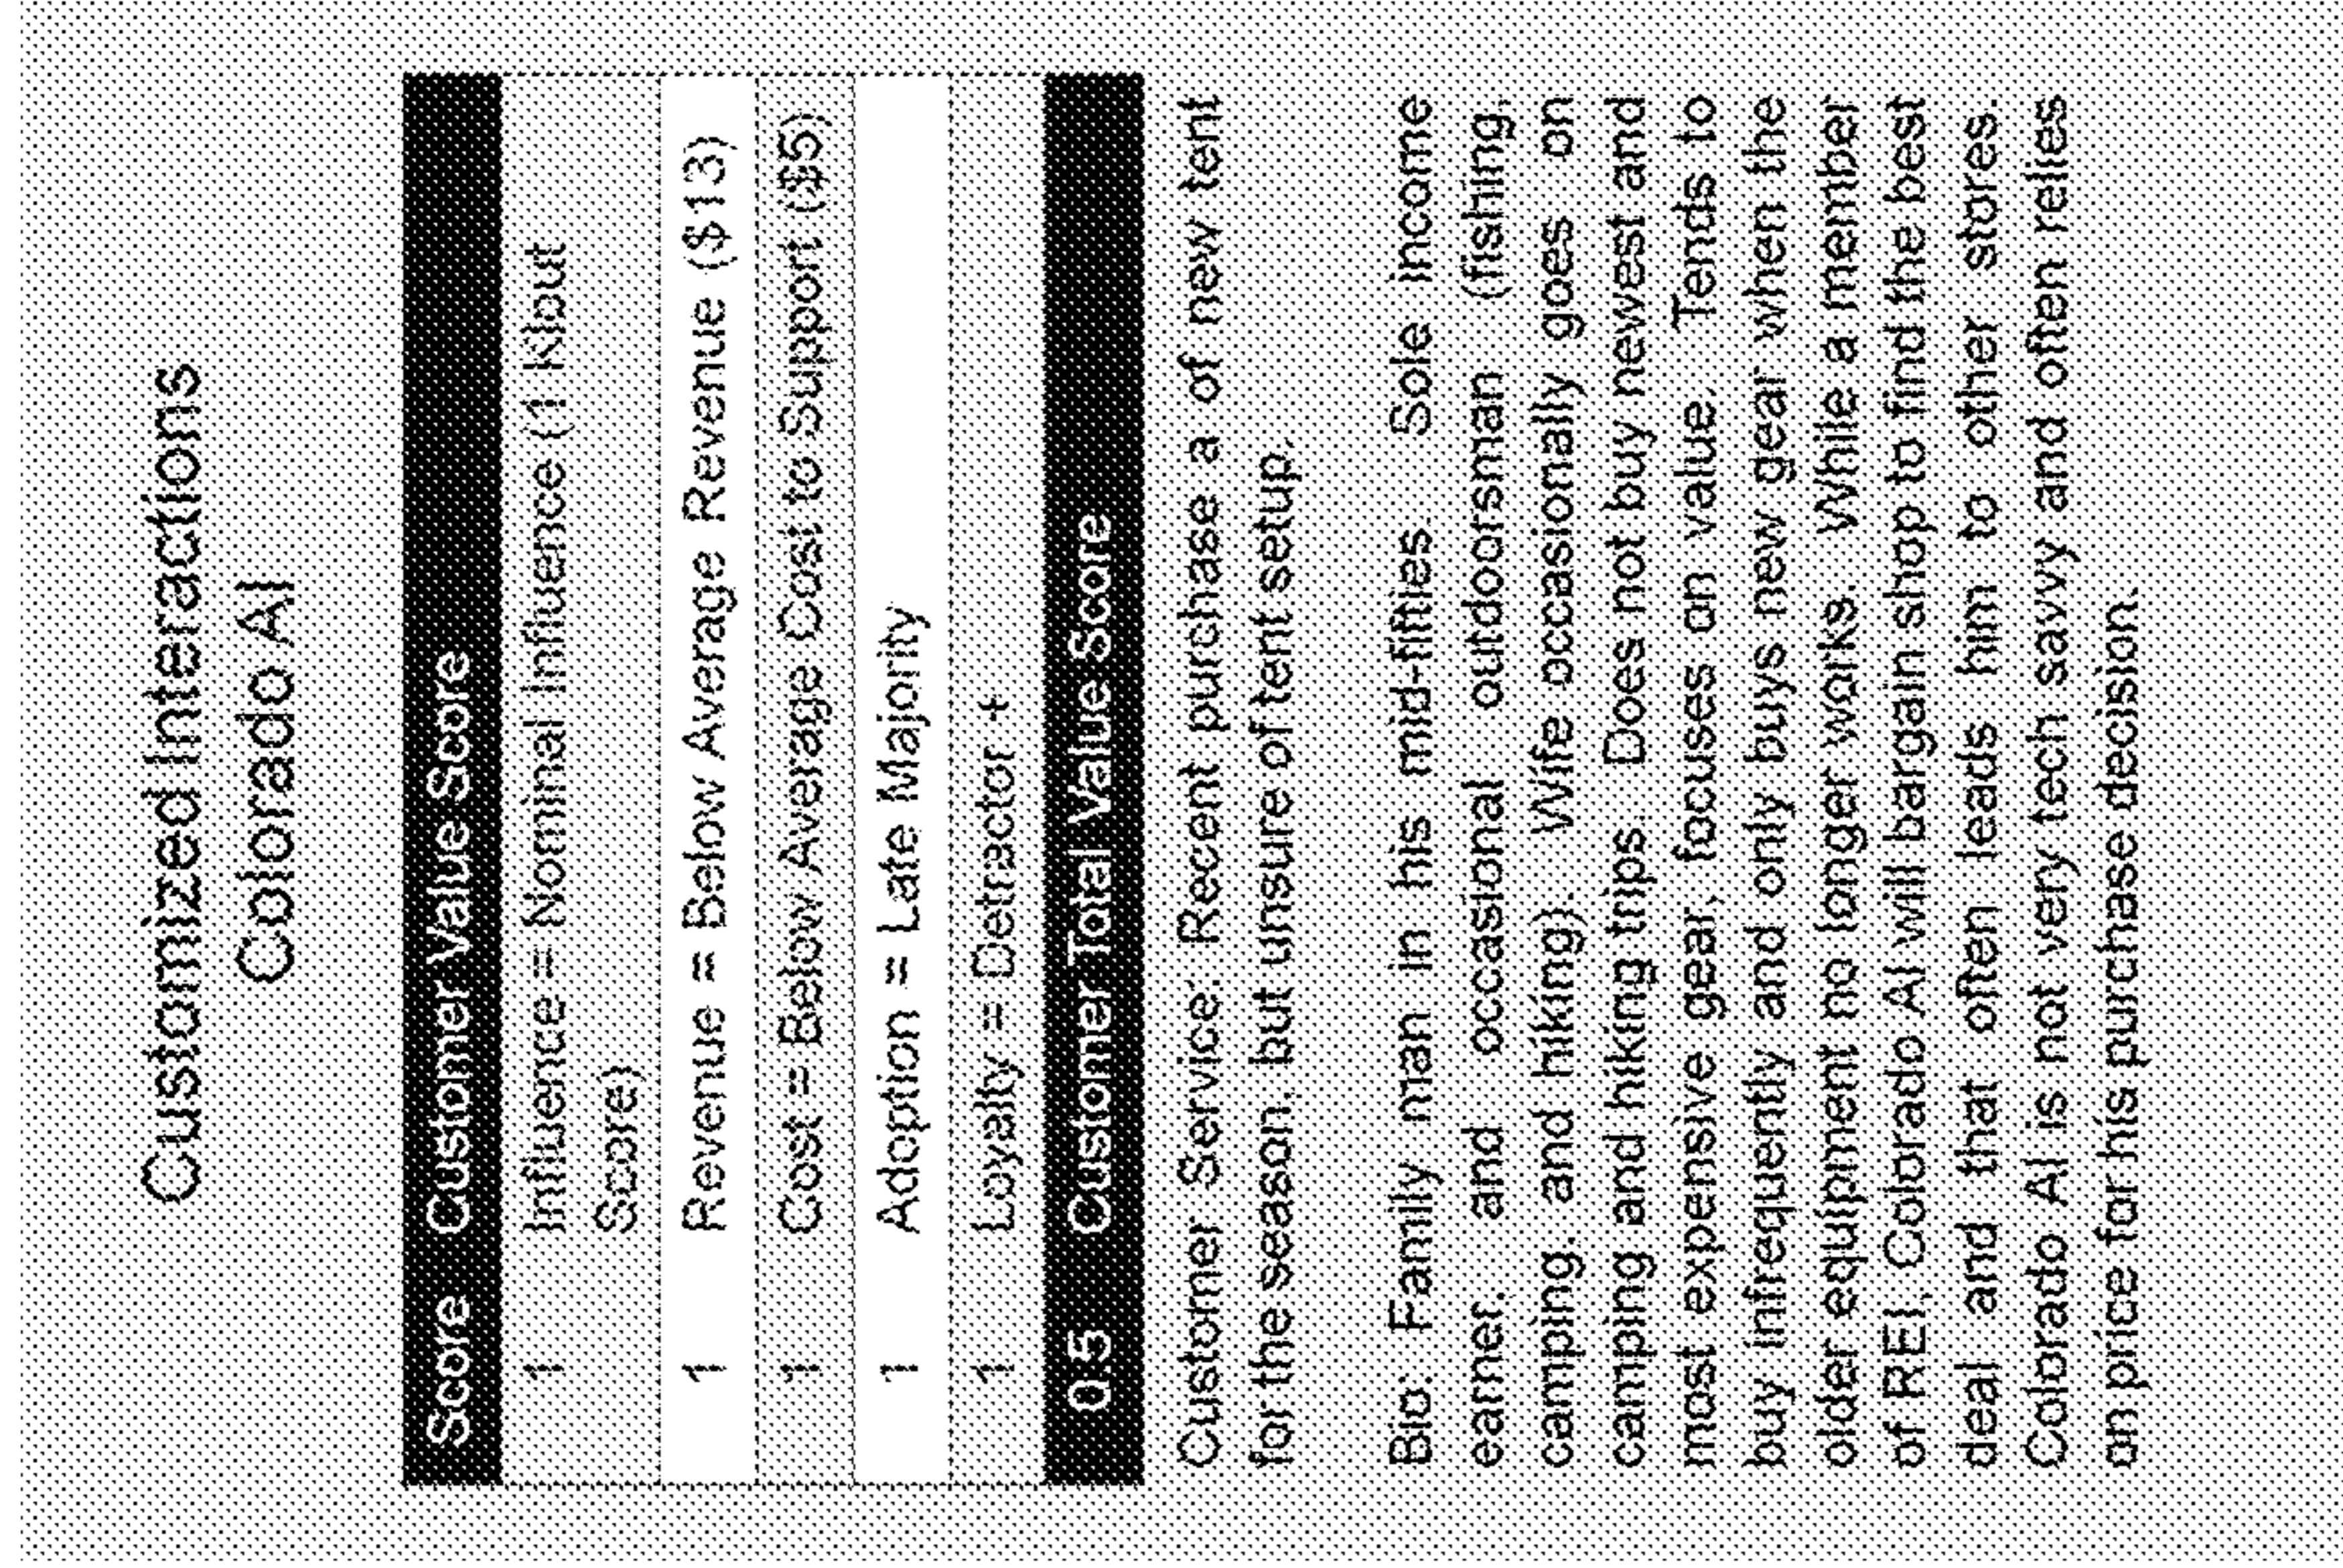 Customized Interactions
Colorado Al
Score Customer Value Score
1 Influence = Nominal Influence (1 Klout
Score)
1 Revenue = Below Average Revenue ($13)
1 Cost = Below Average Cost to Support ($5)
1 Adoption = Late Majority
1 Loyalty = Detractor +
0.5 Customer Total Value Score
Customer Service: Recent purchase a of new tent
for the season, but unsure of tent setup.
Bio: Family man in his mid-fifties. Sole income
earner, and occasional outdoorsman (fishing,
camping, and hiking). Wife occasionally goes on
camping and hiking trips. Does not buy newest and
most expensive gear, focuses on value. Tends to
buy infrequently and only buys new gear when the
older equipment no longer works. While a member
of REI, Colorado Al will bargain shop to find the best
deal and that often leads him to other stores.
Colorado Al is not very tech savvy and often relies
on price for his purchase decision.